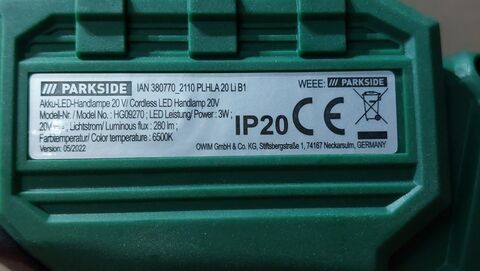 /// PARKSIDE IAN 380770_2110 PLHLA 20 Li B1 WEEE:
Akku-LED-Handlampe 20 V/ Cordless LED Handlamp 20V
Modell-Nr. / Model No.: HG09270; LED Leistung/ Power: 3W;
20V⎓; Lichtstrom/ Luminous flux : 280 lm;
Farbtemperatur/ Color temperature: 6500K
Version: 05/2022
IP20 CE
OWIM GmbH & Co. KG, Stiftsbergstraße 1, 74167 Neckarsulm, GERMANY